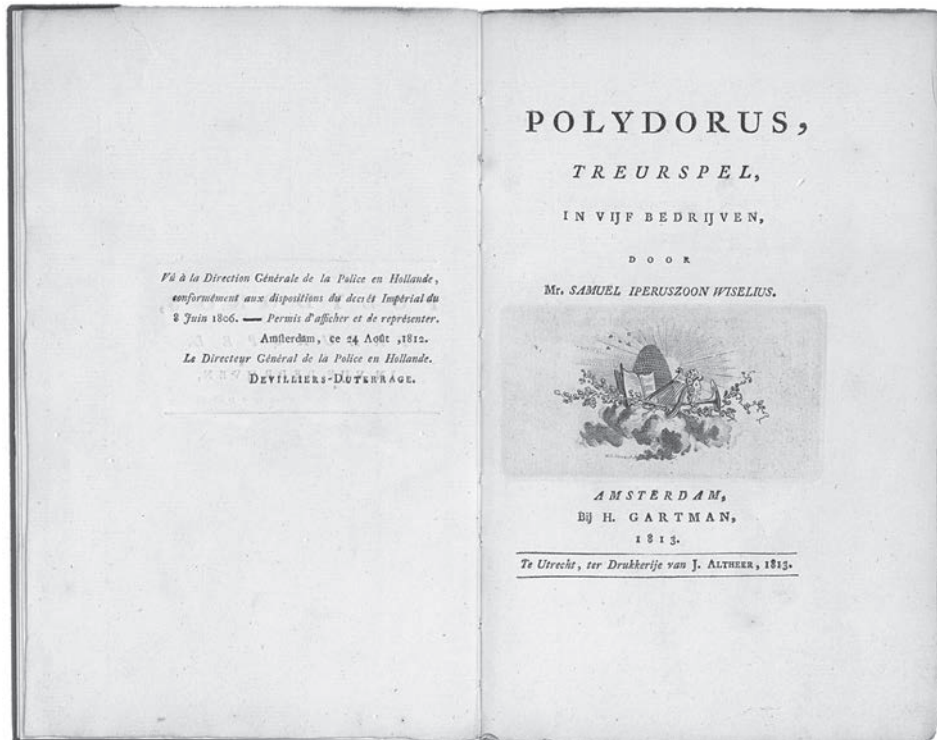 Vû à la Direction Générale de la Police en Hollande,
conformément aux dispositions du decrét Impérial du
8 Juin 1806. — Permis d'afficher et de représenter.
Amsterdam, ce 24 Août ,1812.
Le Directeur Général de la Police en Hollande.
DEVILLIERS-DUTERRAGE.
POLYDORUS,
TREURSPEL,
IN VIJF BEDRIJVEN,
DOOR
Mr. SAMUEL IPERUSZOON WISELIUS.
AMSTERDAM,
Bij H. GARTMAN,
1813.
Te Utrecht, ter Drukkerije van J. ALTHEER, 1813.